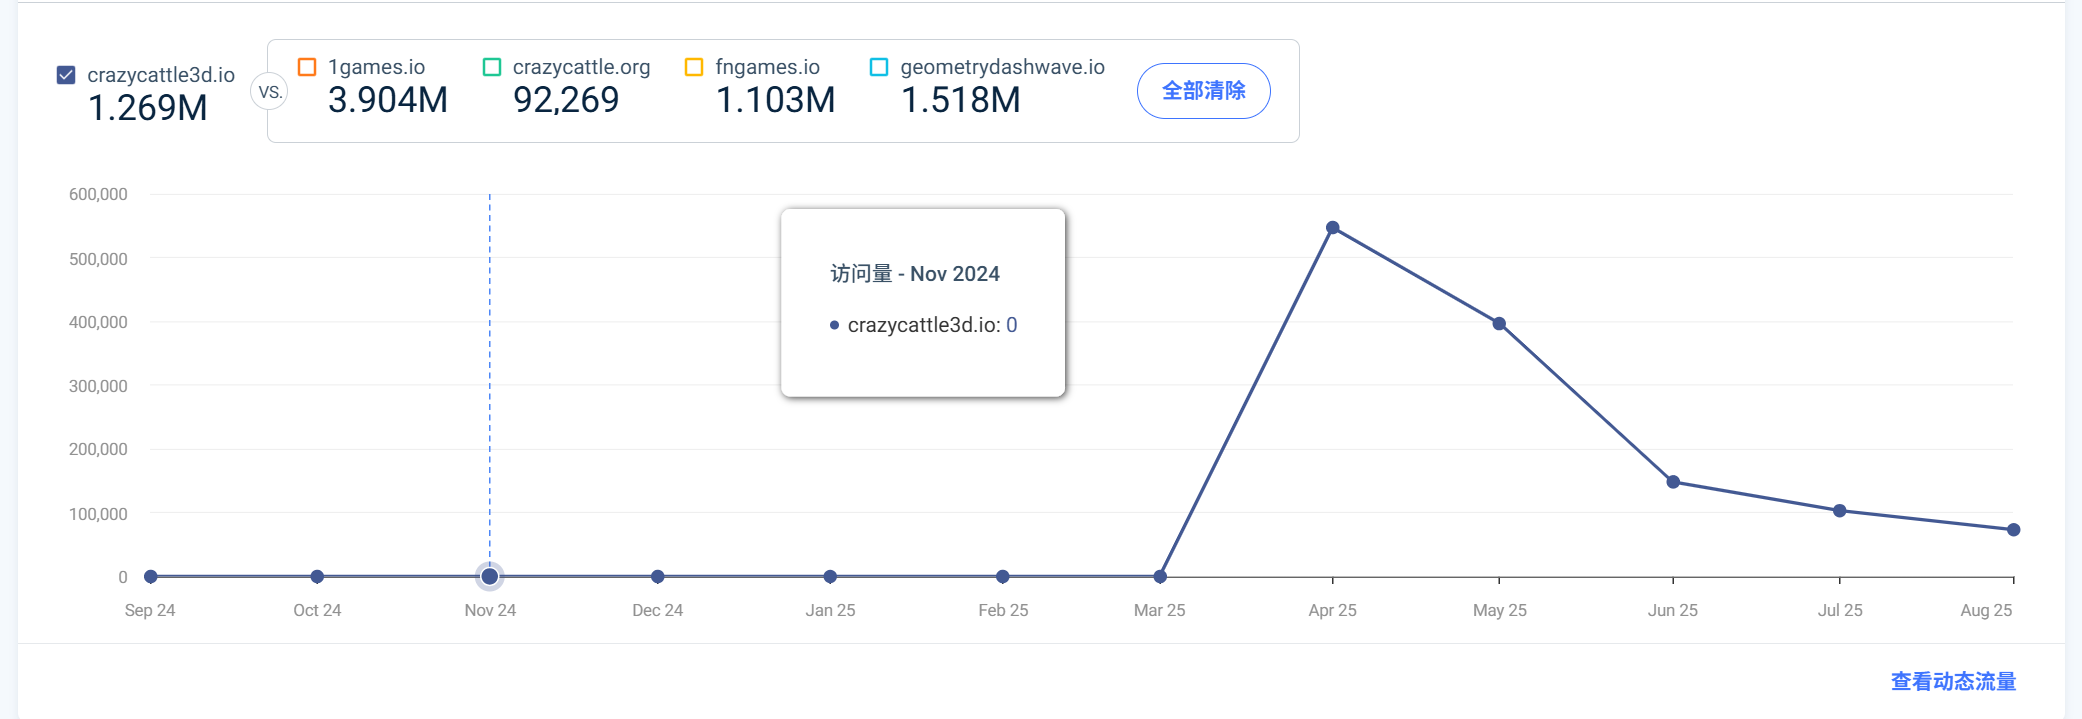 crazycattle3d.io
1.269M
VS.
1games.io
3.904M
crazycattle.org
92,269
fngames.io
1.103M
geometrydashwave.io
1.518M
全部清除
600,000
500,000
400,000
300,000
200,000
100,000
0
访问量 - Nov 2024
crazycattle3d.io: 0
Sep 24 Oct 24 Nov 24 Dec 24 Jan 25 Feb 25 Mar 25 Apr 25 May 25 Jun 25 Jul 25 Aug 25
查看动态流量